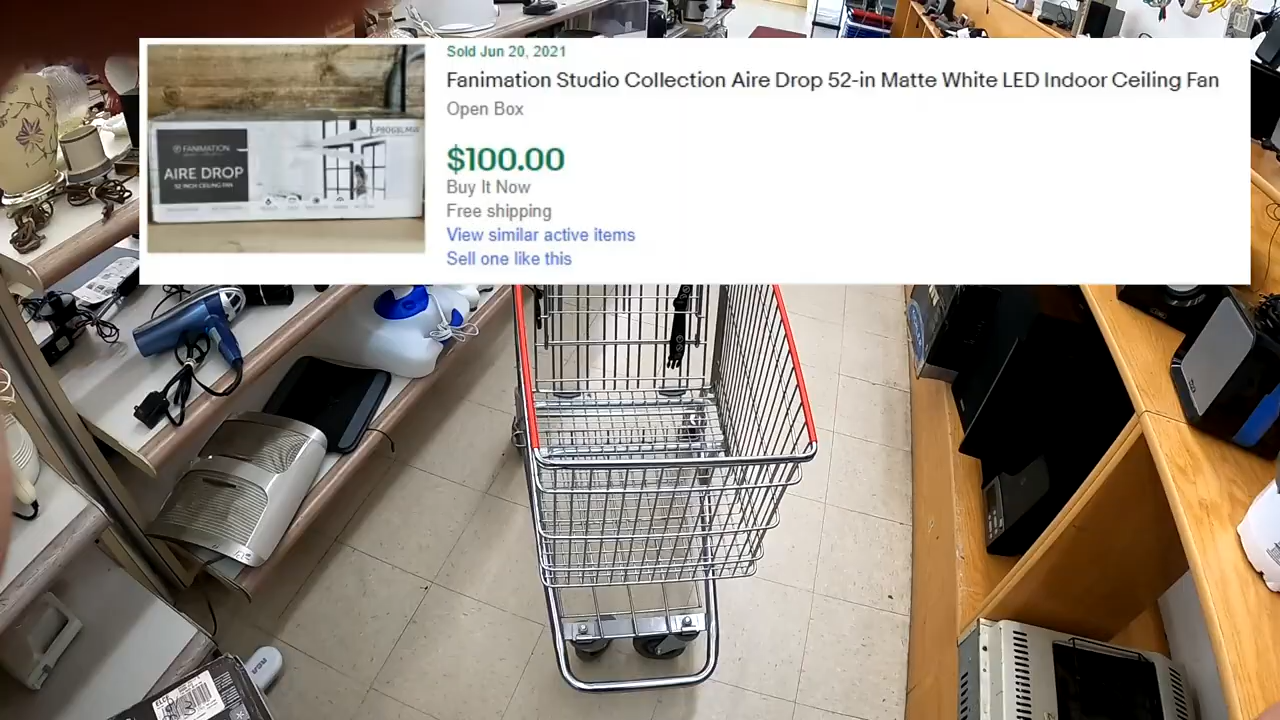 Sold Jun 20, 2021
Fanimation Studio Collection Aire Drop 52-in Matte White LED Indoor Ceiling Fan
Open Box
$100.00
Buy It Now
Free shipping
View similar active items
Sell one like this
FANIMATION
AIRE DROP
52 INCH CEILING FAN